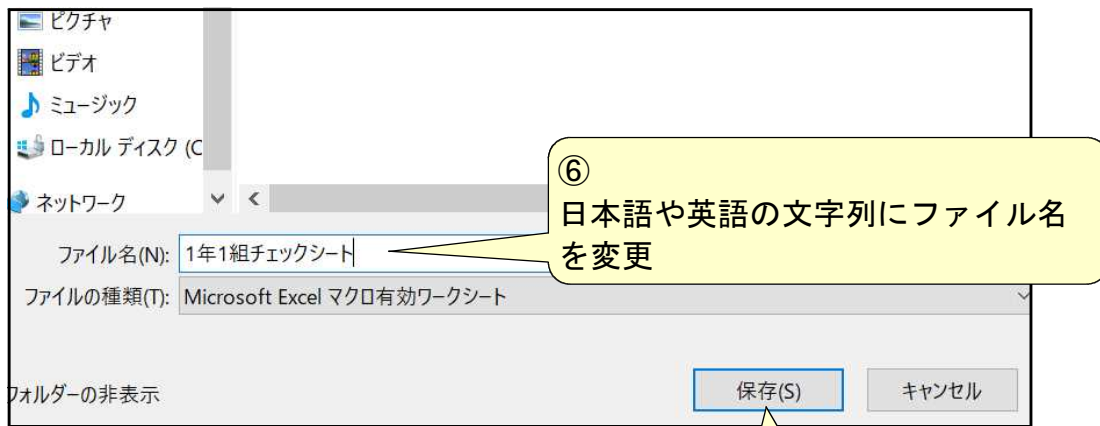 ピクチャ
ビデオ
ミュージック
ローカル ディスク (C
ネットワーク
⑥
日本語や英語の文字列にファイル名
を変更
ファイル名(N): 1年1組チェックシート
ファイルの種類(T): Microsoft Excel マクロ有効ワークシート
フォルダーの非表示
保存(S)
キャンセル